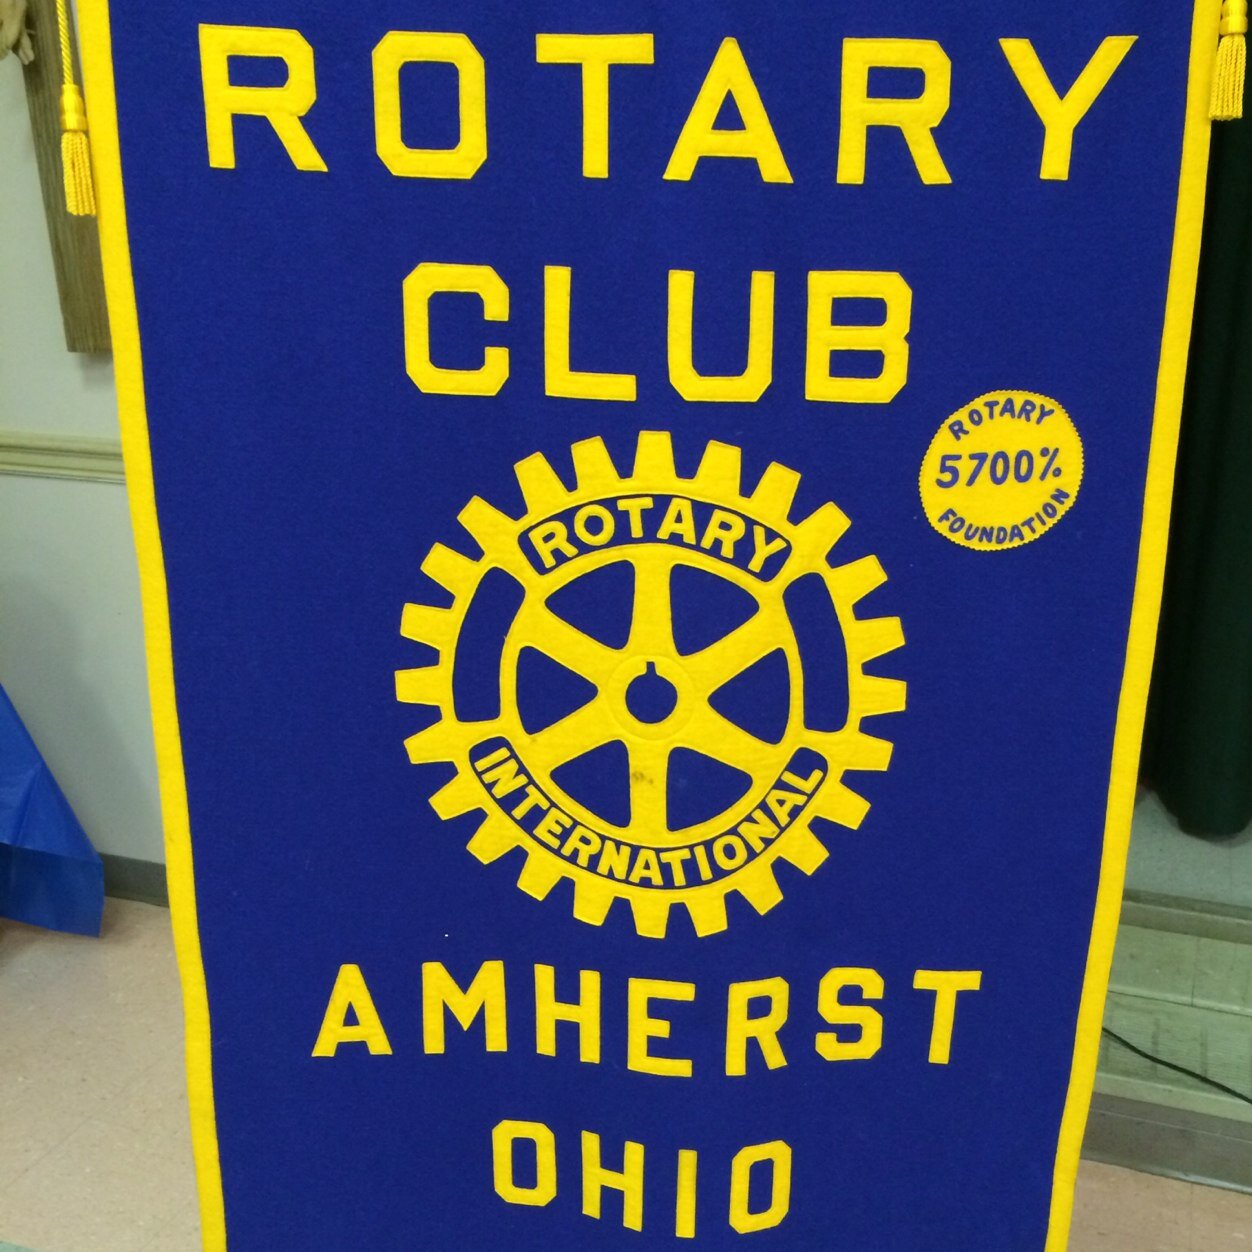 ROTARY
CLUB
ROTARY
5700%
FOUNDATION
ROTARY
INTERNATIONAL
AMHERST
OHIO